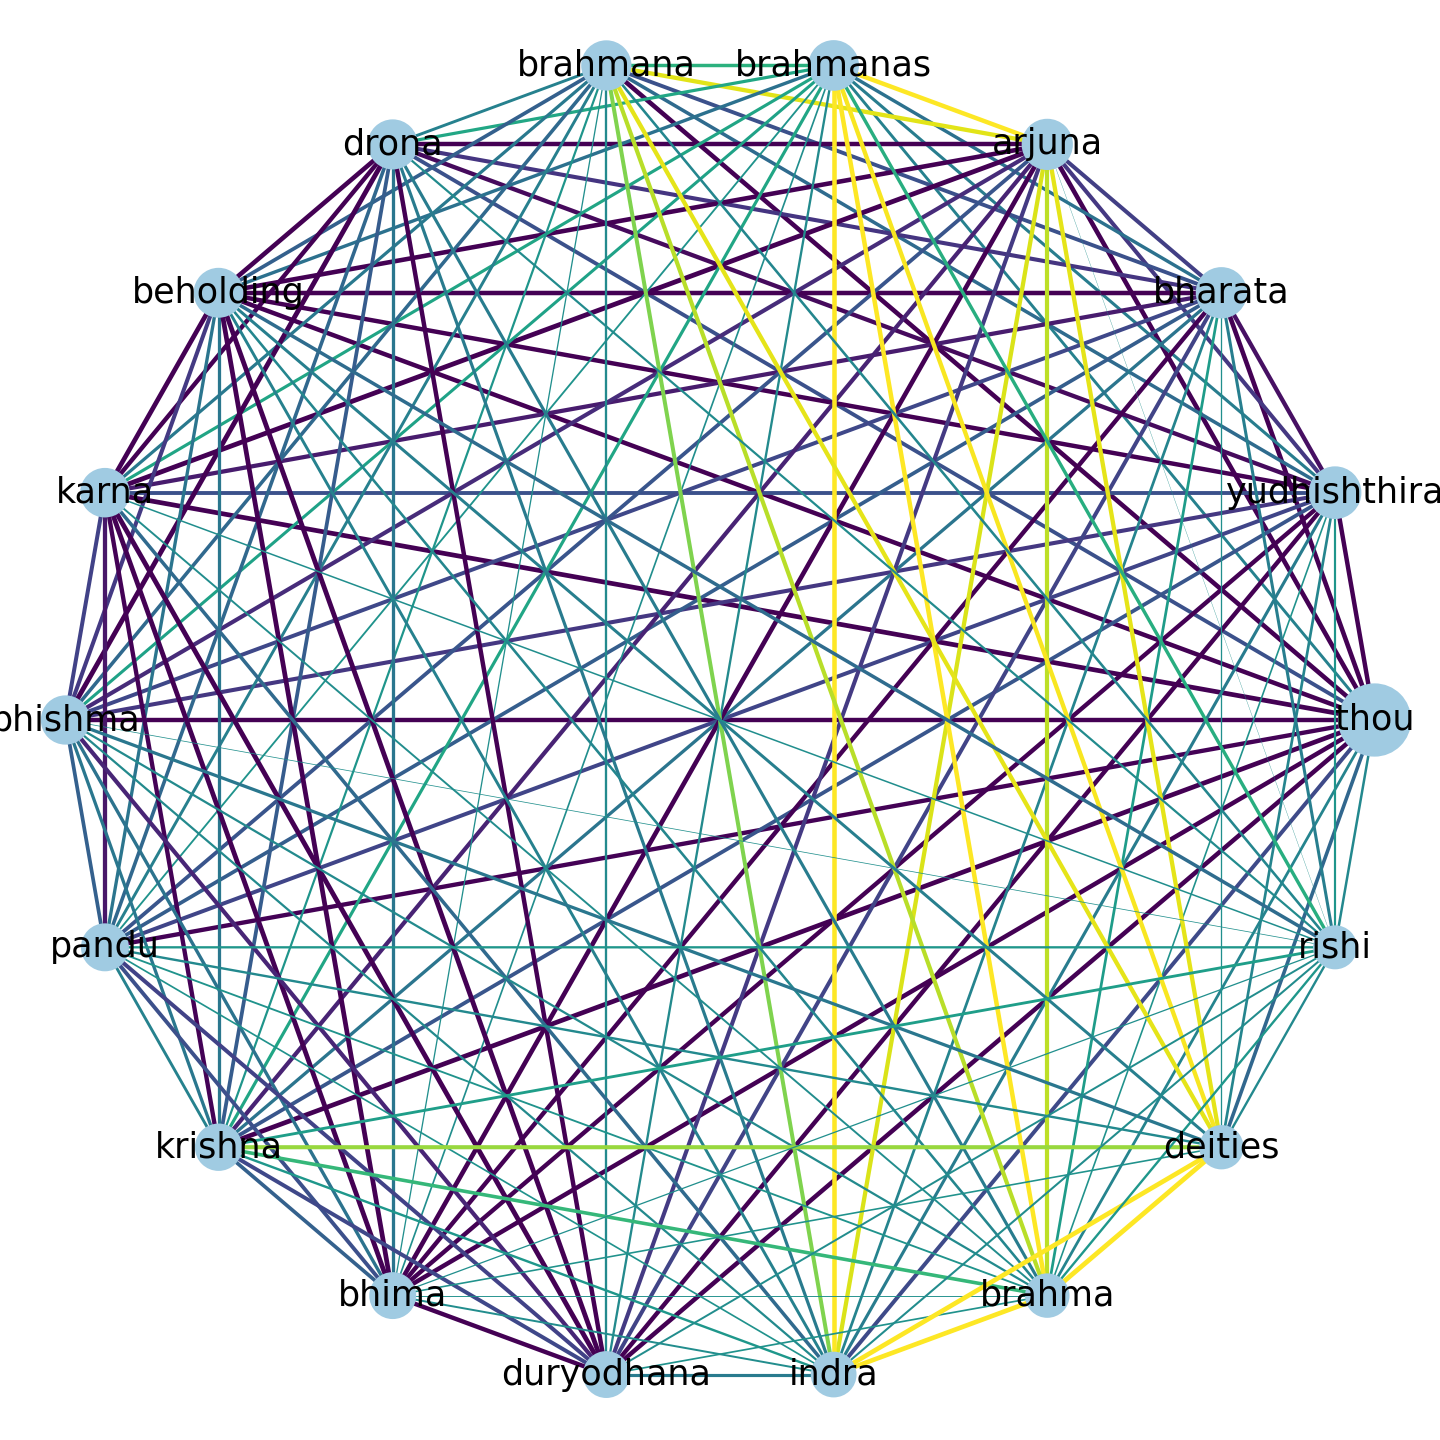 brahmana brahmanas
drona arjuna
beholding bharata
karna yudhishthira
bhishma thou
pandu rishi
krishna deities
bhima brahma
duryodhana indra